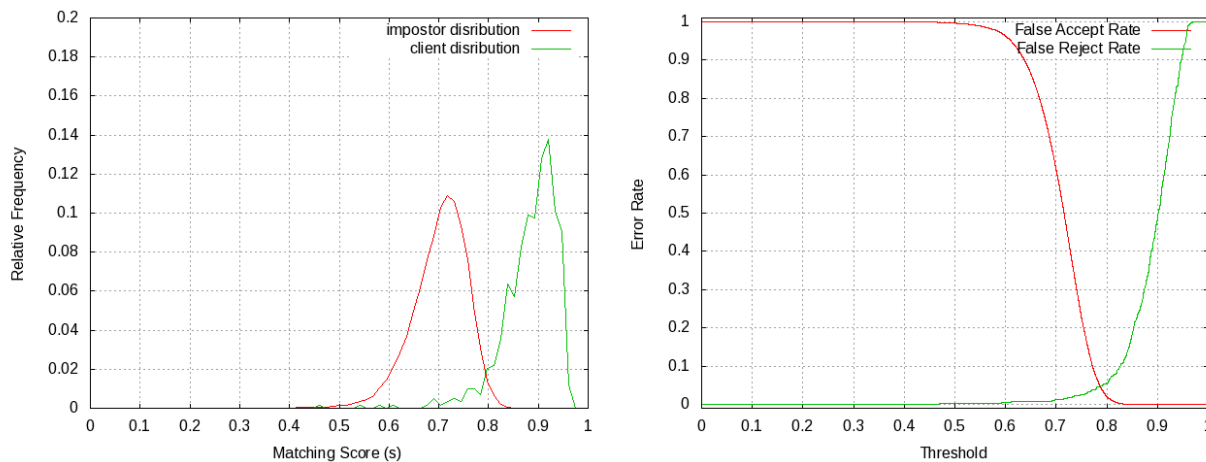 0.2
0.18
0.16
0.14
0.12
0.1
0.08
0.06
0.04
0.02
0
Relative Frequency
impostor disribution
client disribution
0 0.1 0.2 0.3 0.4 0.5 0.6 0.7 0.8 0.9 1
Matching Score (s)
1
0.9
0.8
0.7
0.6
0.5
0.4
0.3
0.2
0.1
0
Error Rate
False Accept Rate
False Reject Rate
0 0.1 0.2 0.3 0.4 0.5 0.6 0.7 0.8 0.9 1
Threshold